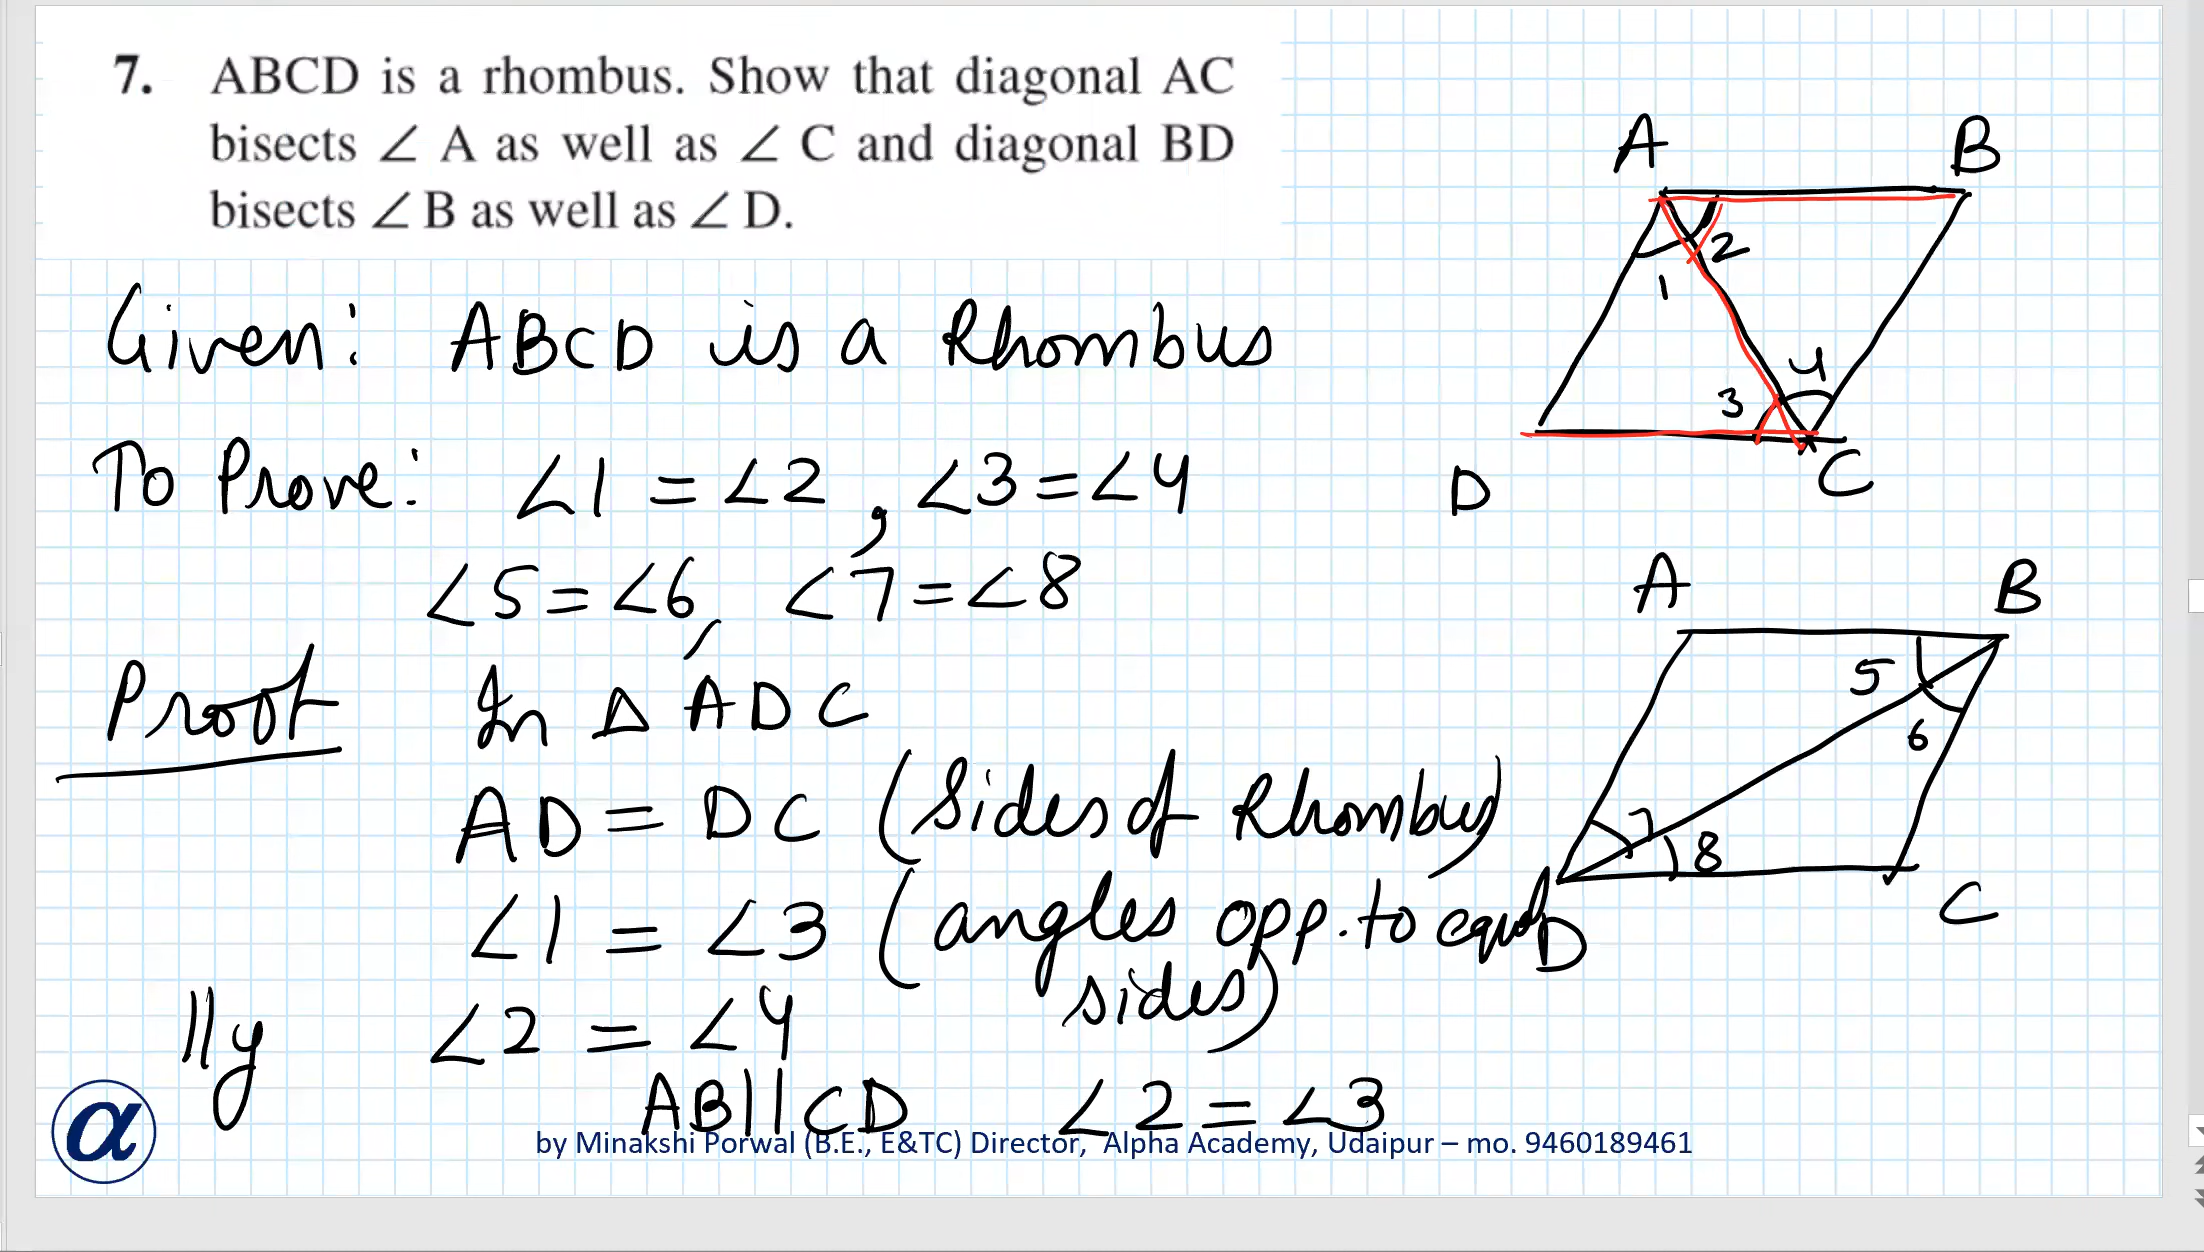 7. ABCD is a rhombus. Show that diagonal AC
bisects ∠ A as well as ∠ C and diagonal BD
bisects ∠ B as well as ∠ D.
Given: ABCD is a Rhombus
To Prove: ∠1 = ∠2, ∠3 = ∠4
∠5 = ∠6, ∠7 = ∠8
Proof In △ ADC
AD = DC (Sides of Rhombus)
∠1 = ∠3 (angles opp. to equal
sides)
lly ∠2 = ∠4
AB||CD ∠2 = ∠3
A B
2
1
4
3
D C
A B
5
6
7
8
D C
α
by Minakshi Porwal (B.E., E&TC) Director, Alpha Academy, Udaipur – mo. 9460189461